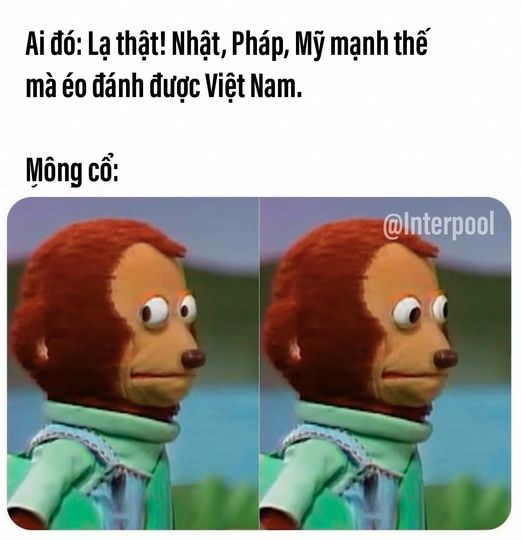 Ai đó: Lạ thật! Nhật, Pháp, Mỹ mạnh thế
mà éo đánh được Việt Nam.
Mông cổ:
@Interpool